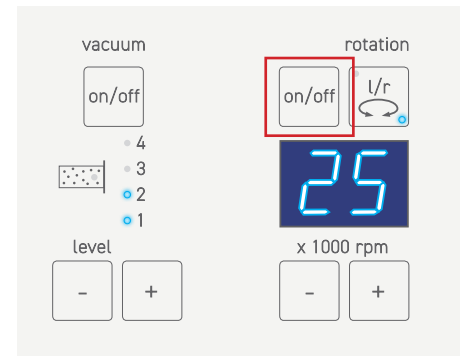 vacuum
on/off
4
3
2
1
level
- +
rotation
on/off l/r
25
x 1000 rpm
- +